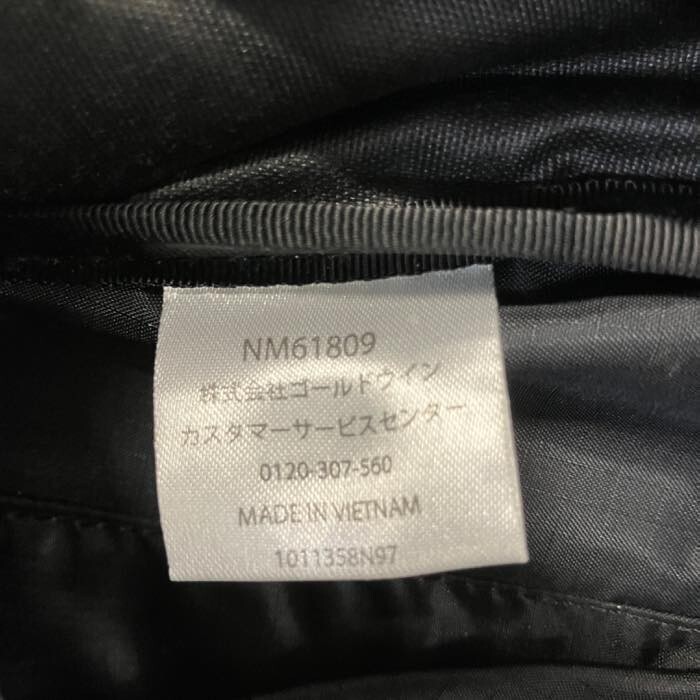 NM61809
株式会社ゴールドウイン
カスタマーサービスセンター
0120-307-560
MADE IN VIETNAM
1011358N97